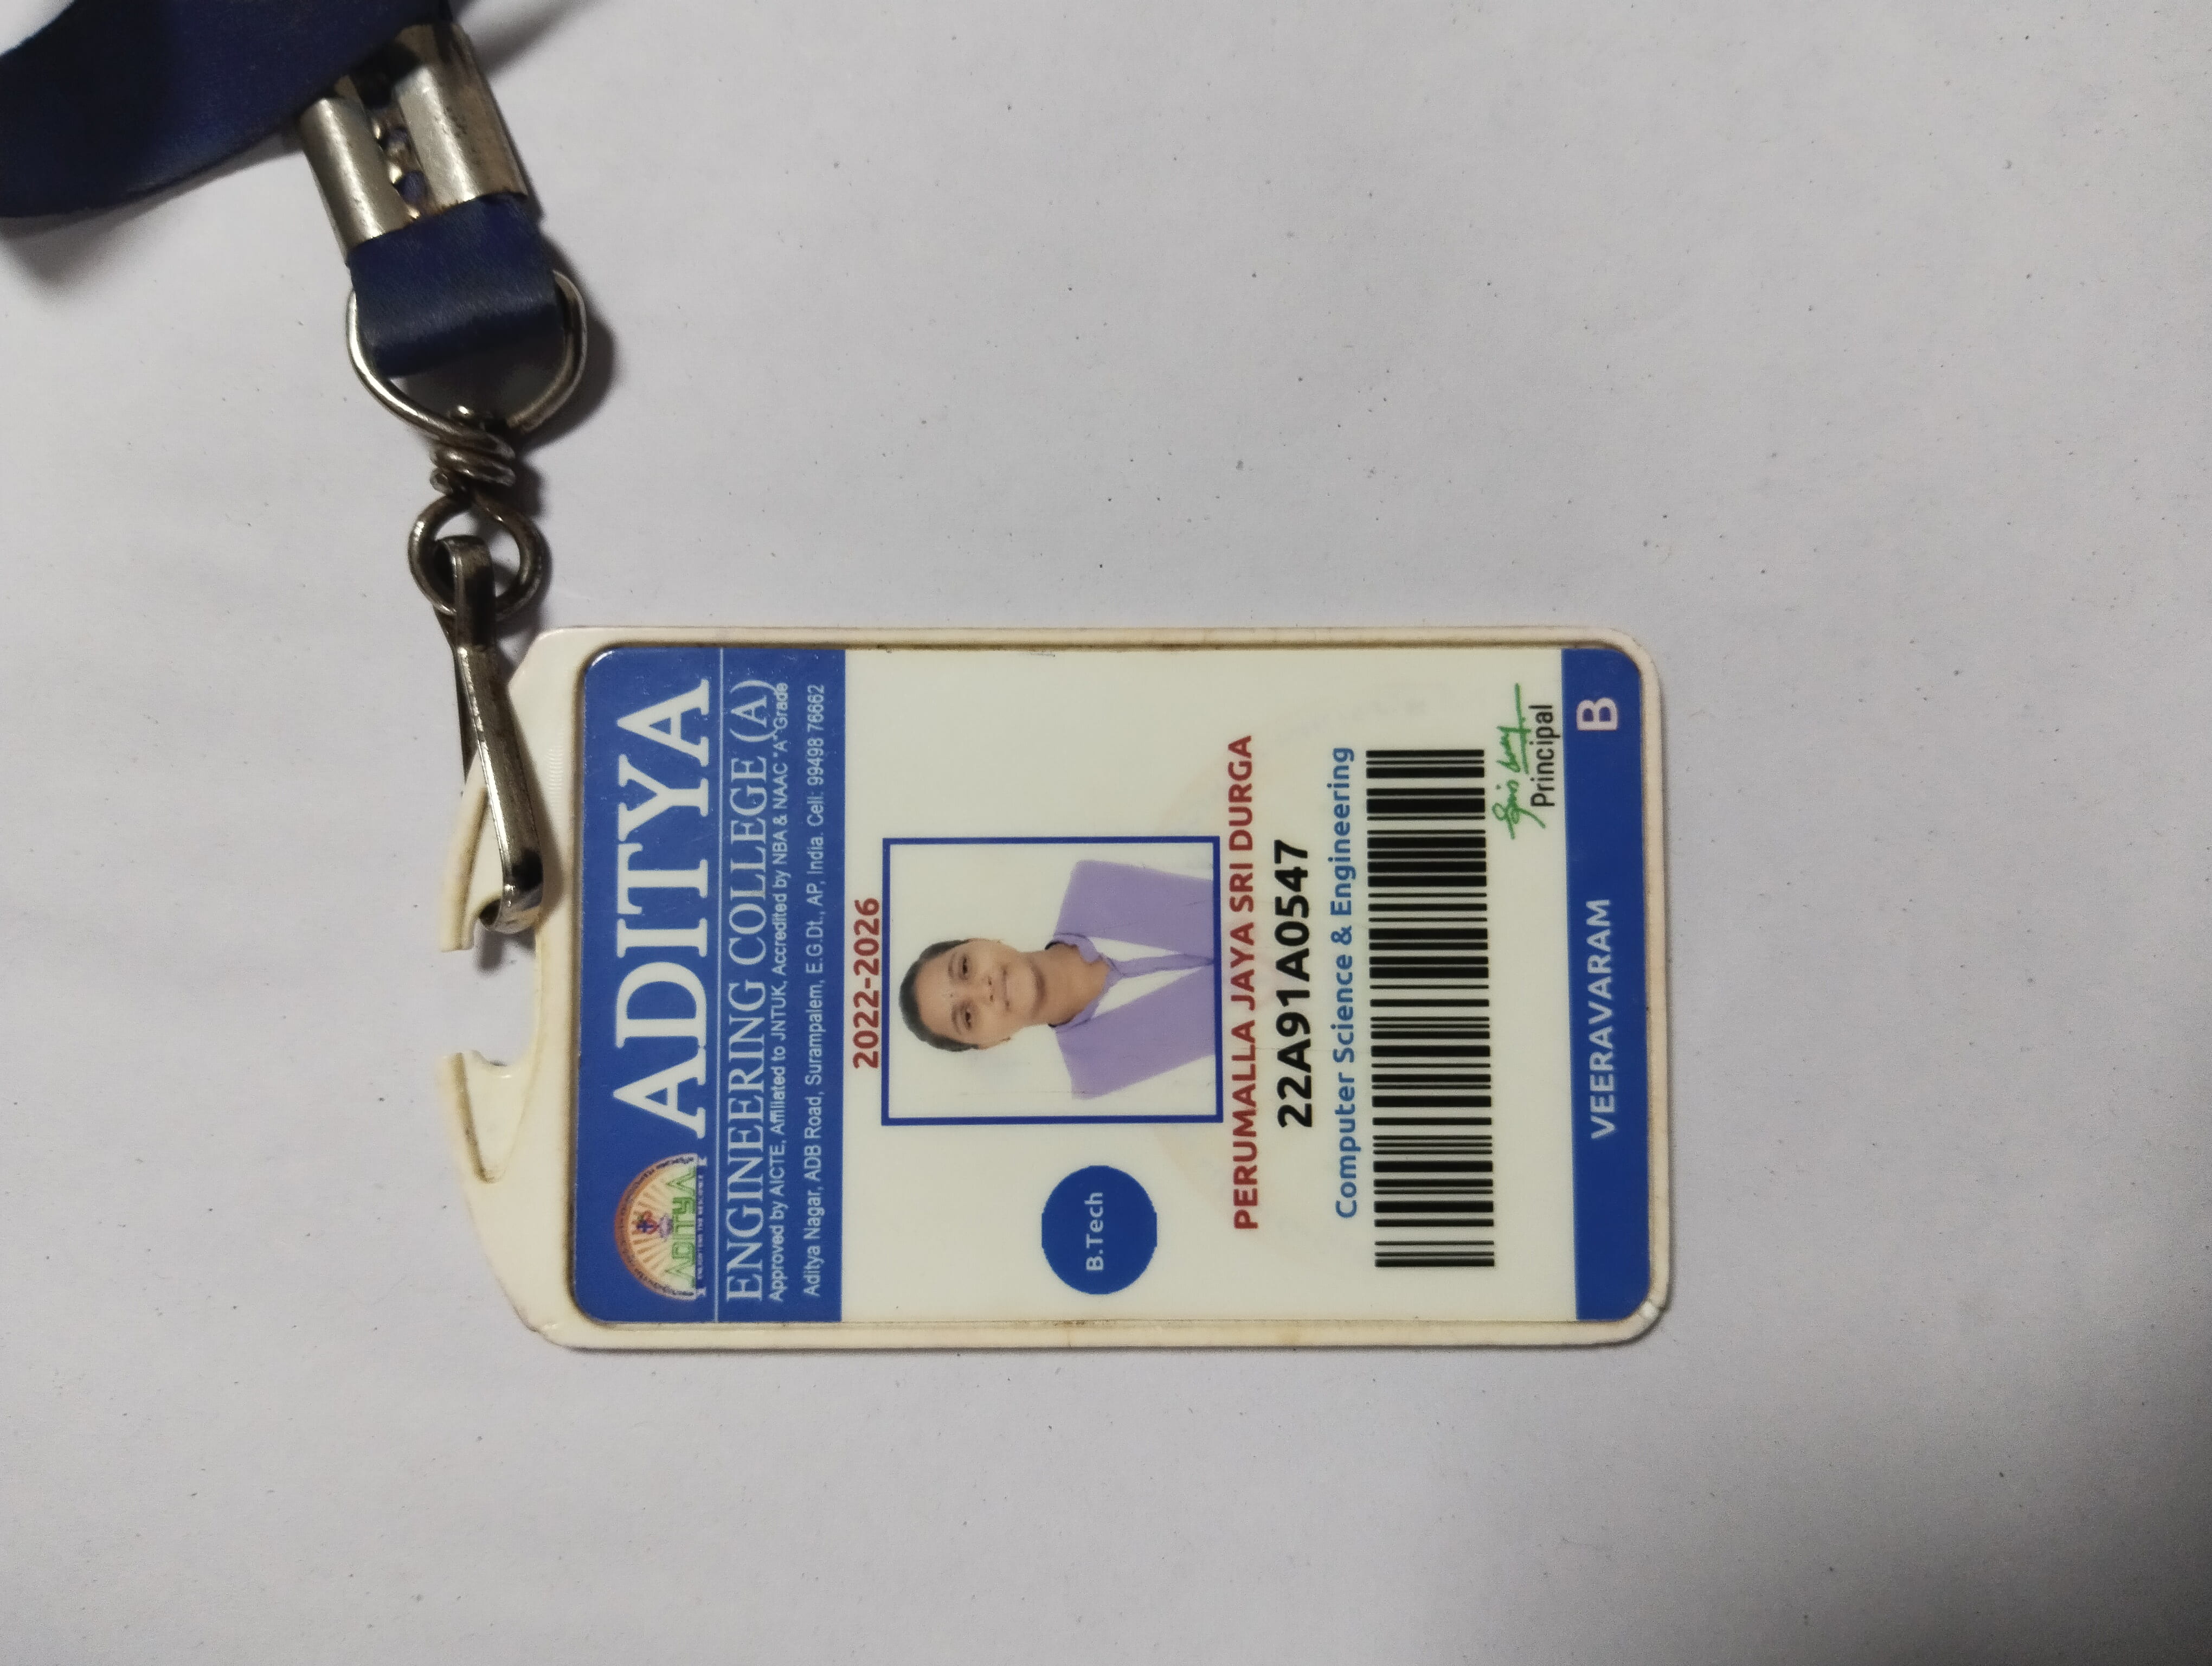 ADITYA
ADITYA
ENGINEERING COLLEGE (A)
Approved by AICTE, Affiliated to JNTUK, Accredited by NBA & NAAC "A" Grade
Aditya Nagar, ADB Road, Surampalem, E.G.Dt., AP, India. Cell: 99498 76662
2022-2026
B.Tech
PERUMALLA JAYA SRI DURGA
22A91A0547
Computer Science & Engineering
Principal
VEERAVARAM
B